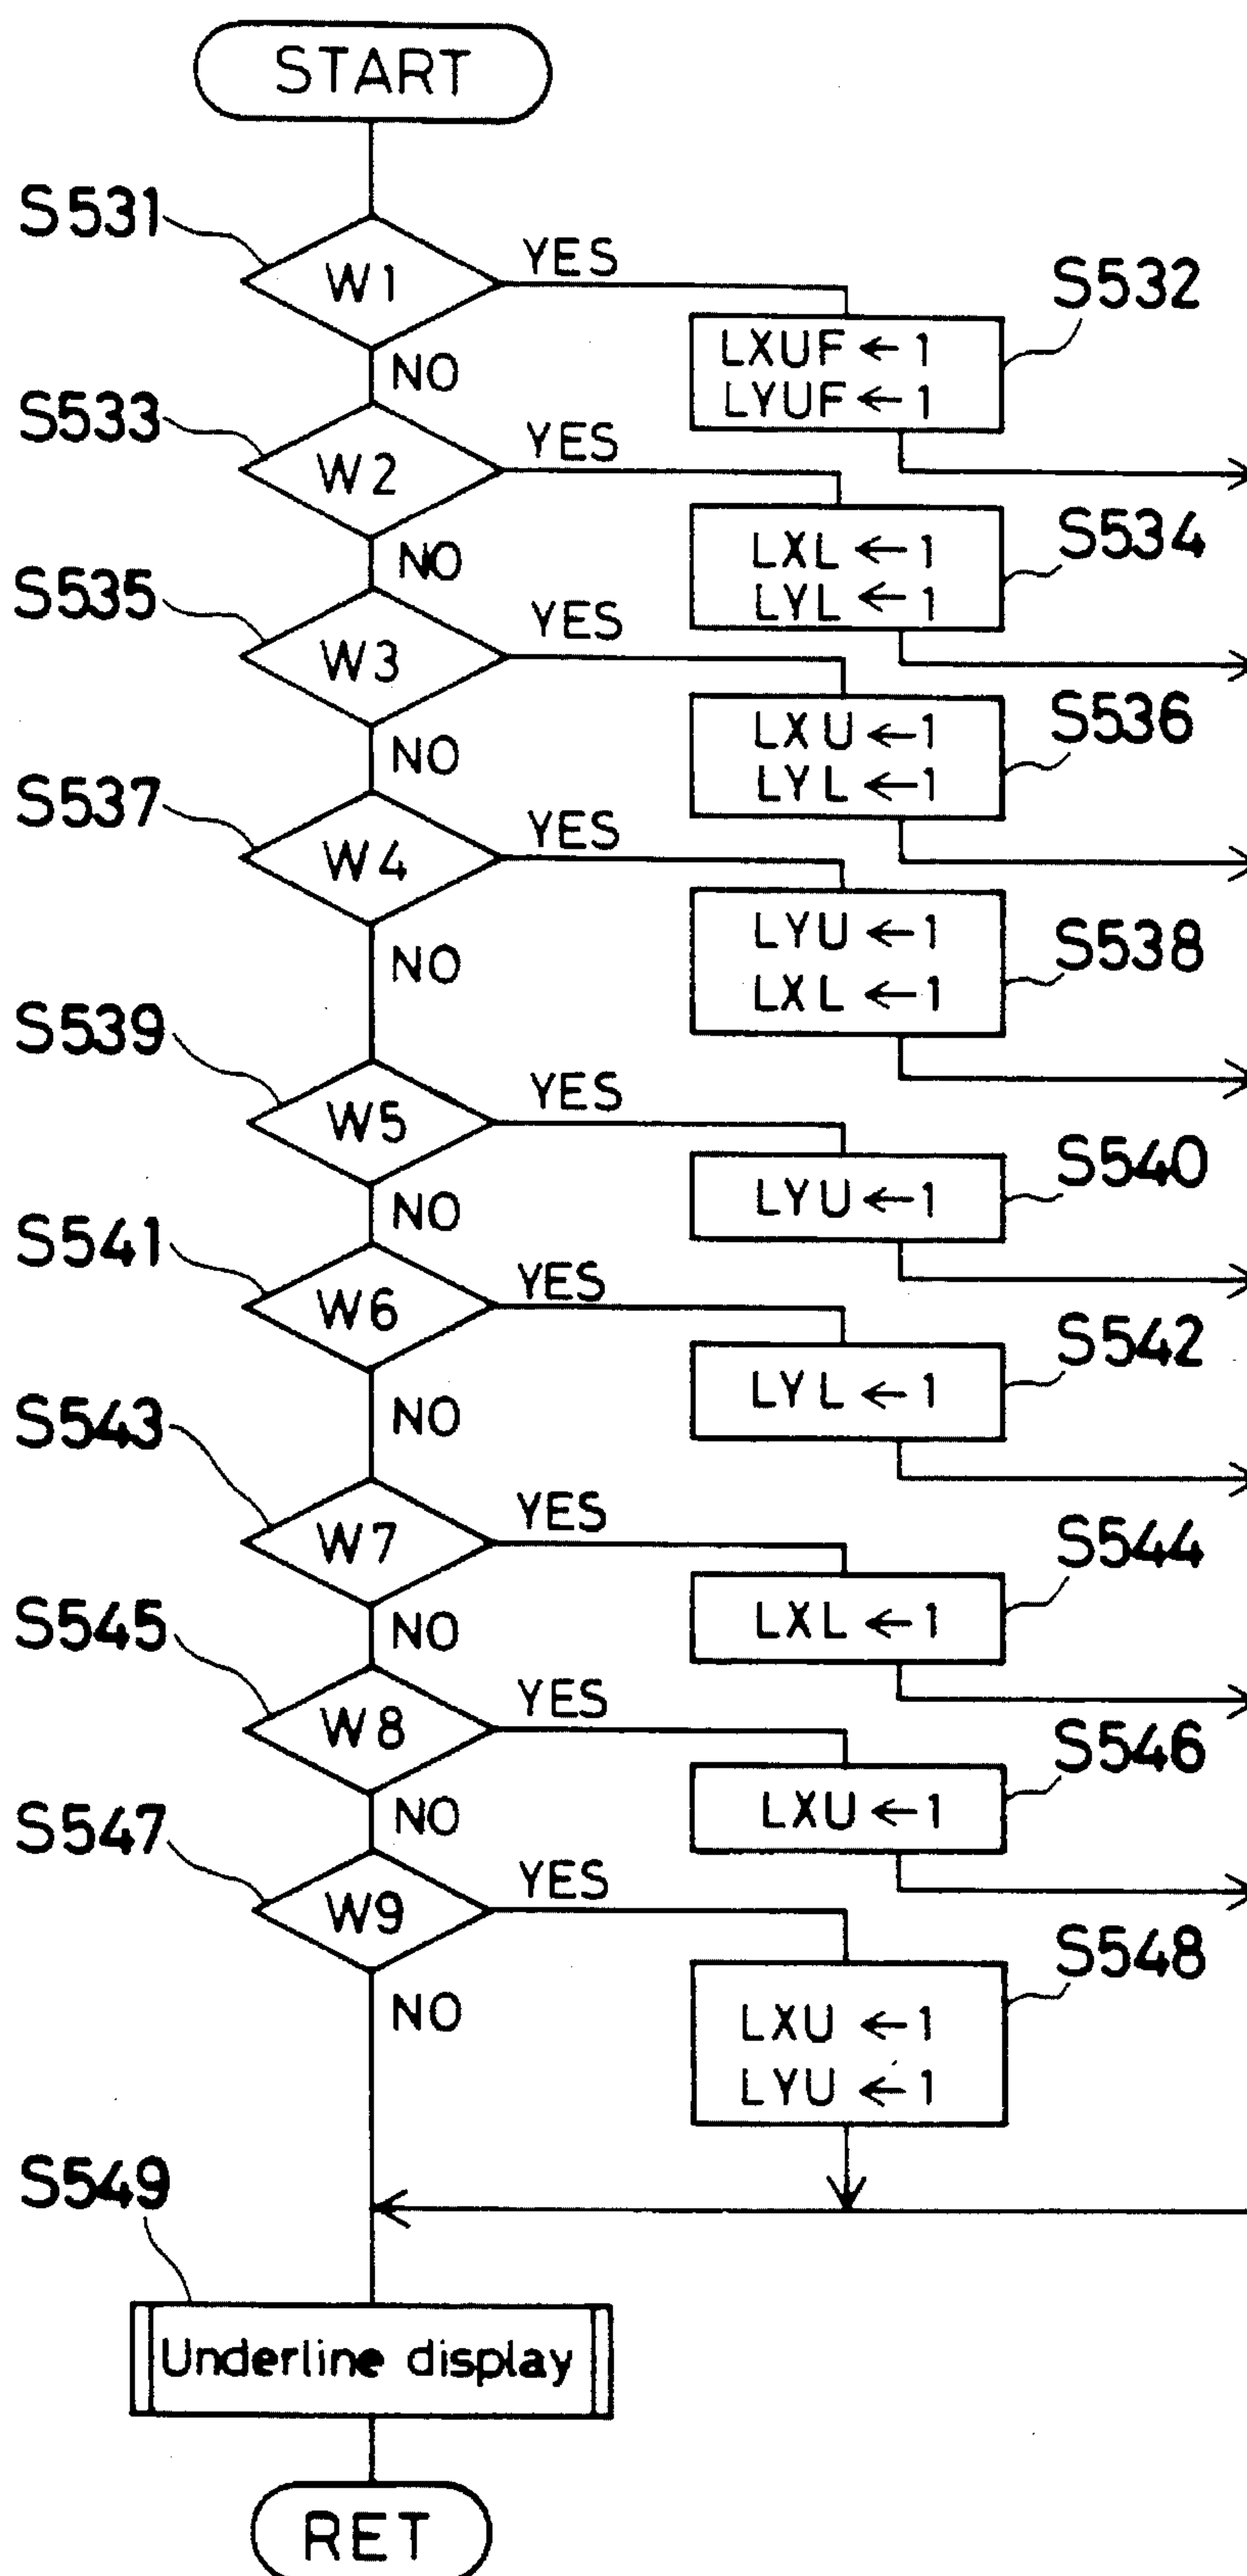 START
S531
W1
YES
S532
LXUF ← 1
LYUF ← 1
NO
S533
W2
YES
S534
LXL ← 1
LYL ← 1
NO
S535
W3
YES
S536
LXU ← 1
LYL ← 1
NO
S537
W4
YES
S538
LYU ← 1
LXL ← 1
NO
S539
W5
YES
S540
LYU ← 1
NO
S541
W6
YES
S542
LYL ← 1
NO
S543
W7
YES
S544
LXL ← 1
NO
S545
W8
YES
S546
LXU ← 1
NO
S547
W9
YES
S548
LXU ← 1
LYU ← 1
NO
S549
Underline display
RET